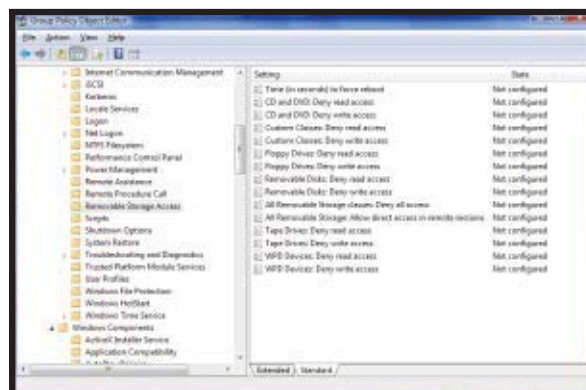 Group Policy Object Editor
File Action View Help
Internet Communication Management
iSCSI
Kerberos
Locale Services
Logon
Net Logon
NTFS Filesystem
Performance Control Panel
Power Management
Remote Assistance
Remote Procedure Call
Removable Storage Access
Scripts
Shutdown Options
System Restore
Troubleshooting and Diagnostics
Trusted Platform Module Services
User Profiles
Windows File Protection
Windows HotStart
Windows Time Service
Windows Components
ActiveX Installer Service
Application Compatibility
Setting State
Time (in seconds) to force reboot Not configured
CD and DVD: Deny read access Not configured
CD and DVD: Deny write access Not configured
Custom Classes: Deny read access Not configured
Custom Classes: Deny write access Not configured
Floppy Drives: Deny read access Not configured
Floppy Drives: Deny write access Not configured
Removable Disks: Deny read access Not configured
Removable Disks: Deny write access Not configured
All Removable Storage classes: Deny all access Not configured
All Removable Storage: Allow direct access in remote sessions Not configured
Tape Drives: Deny read access Not configured
Tape Drives: Deny write access Not configured
WPD Devices: Deny read access Not configured
WPD Devices: Deny write access Not configured
Extended Standard